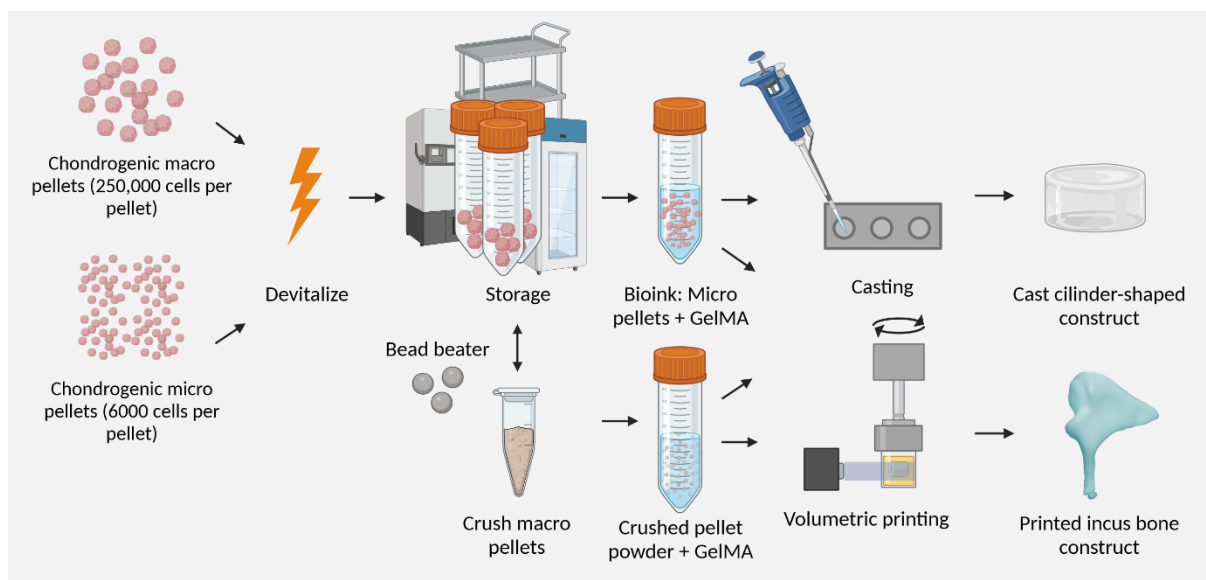 Chondrogenic macro
pellets (250,000 cells per
pellet)
Chondrogenic micro
pellets (6000 cells per
pellet)
Devitalize
Storage
Bead beater
Crush macro
pellets
Bioink: Micro
pellets + GelMA
Crushed pellet
powder + GelMA
Casting
Volumetric printing
Cast cilinder-shaped
construct
Printed incus bone
construct